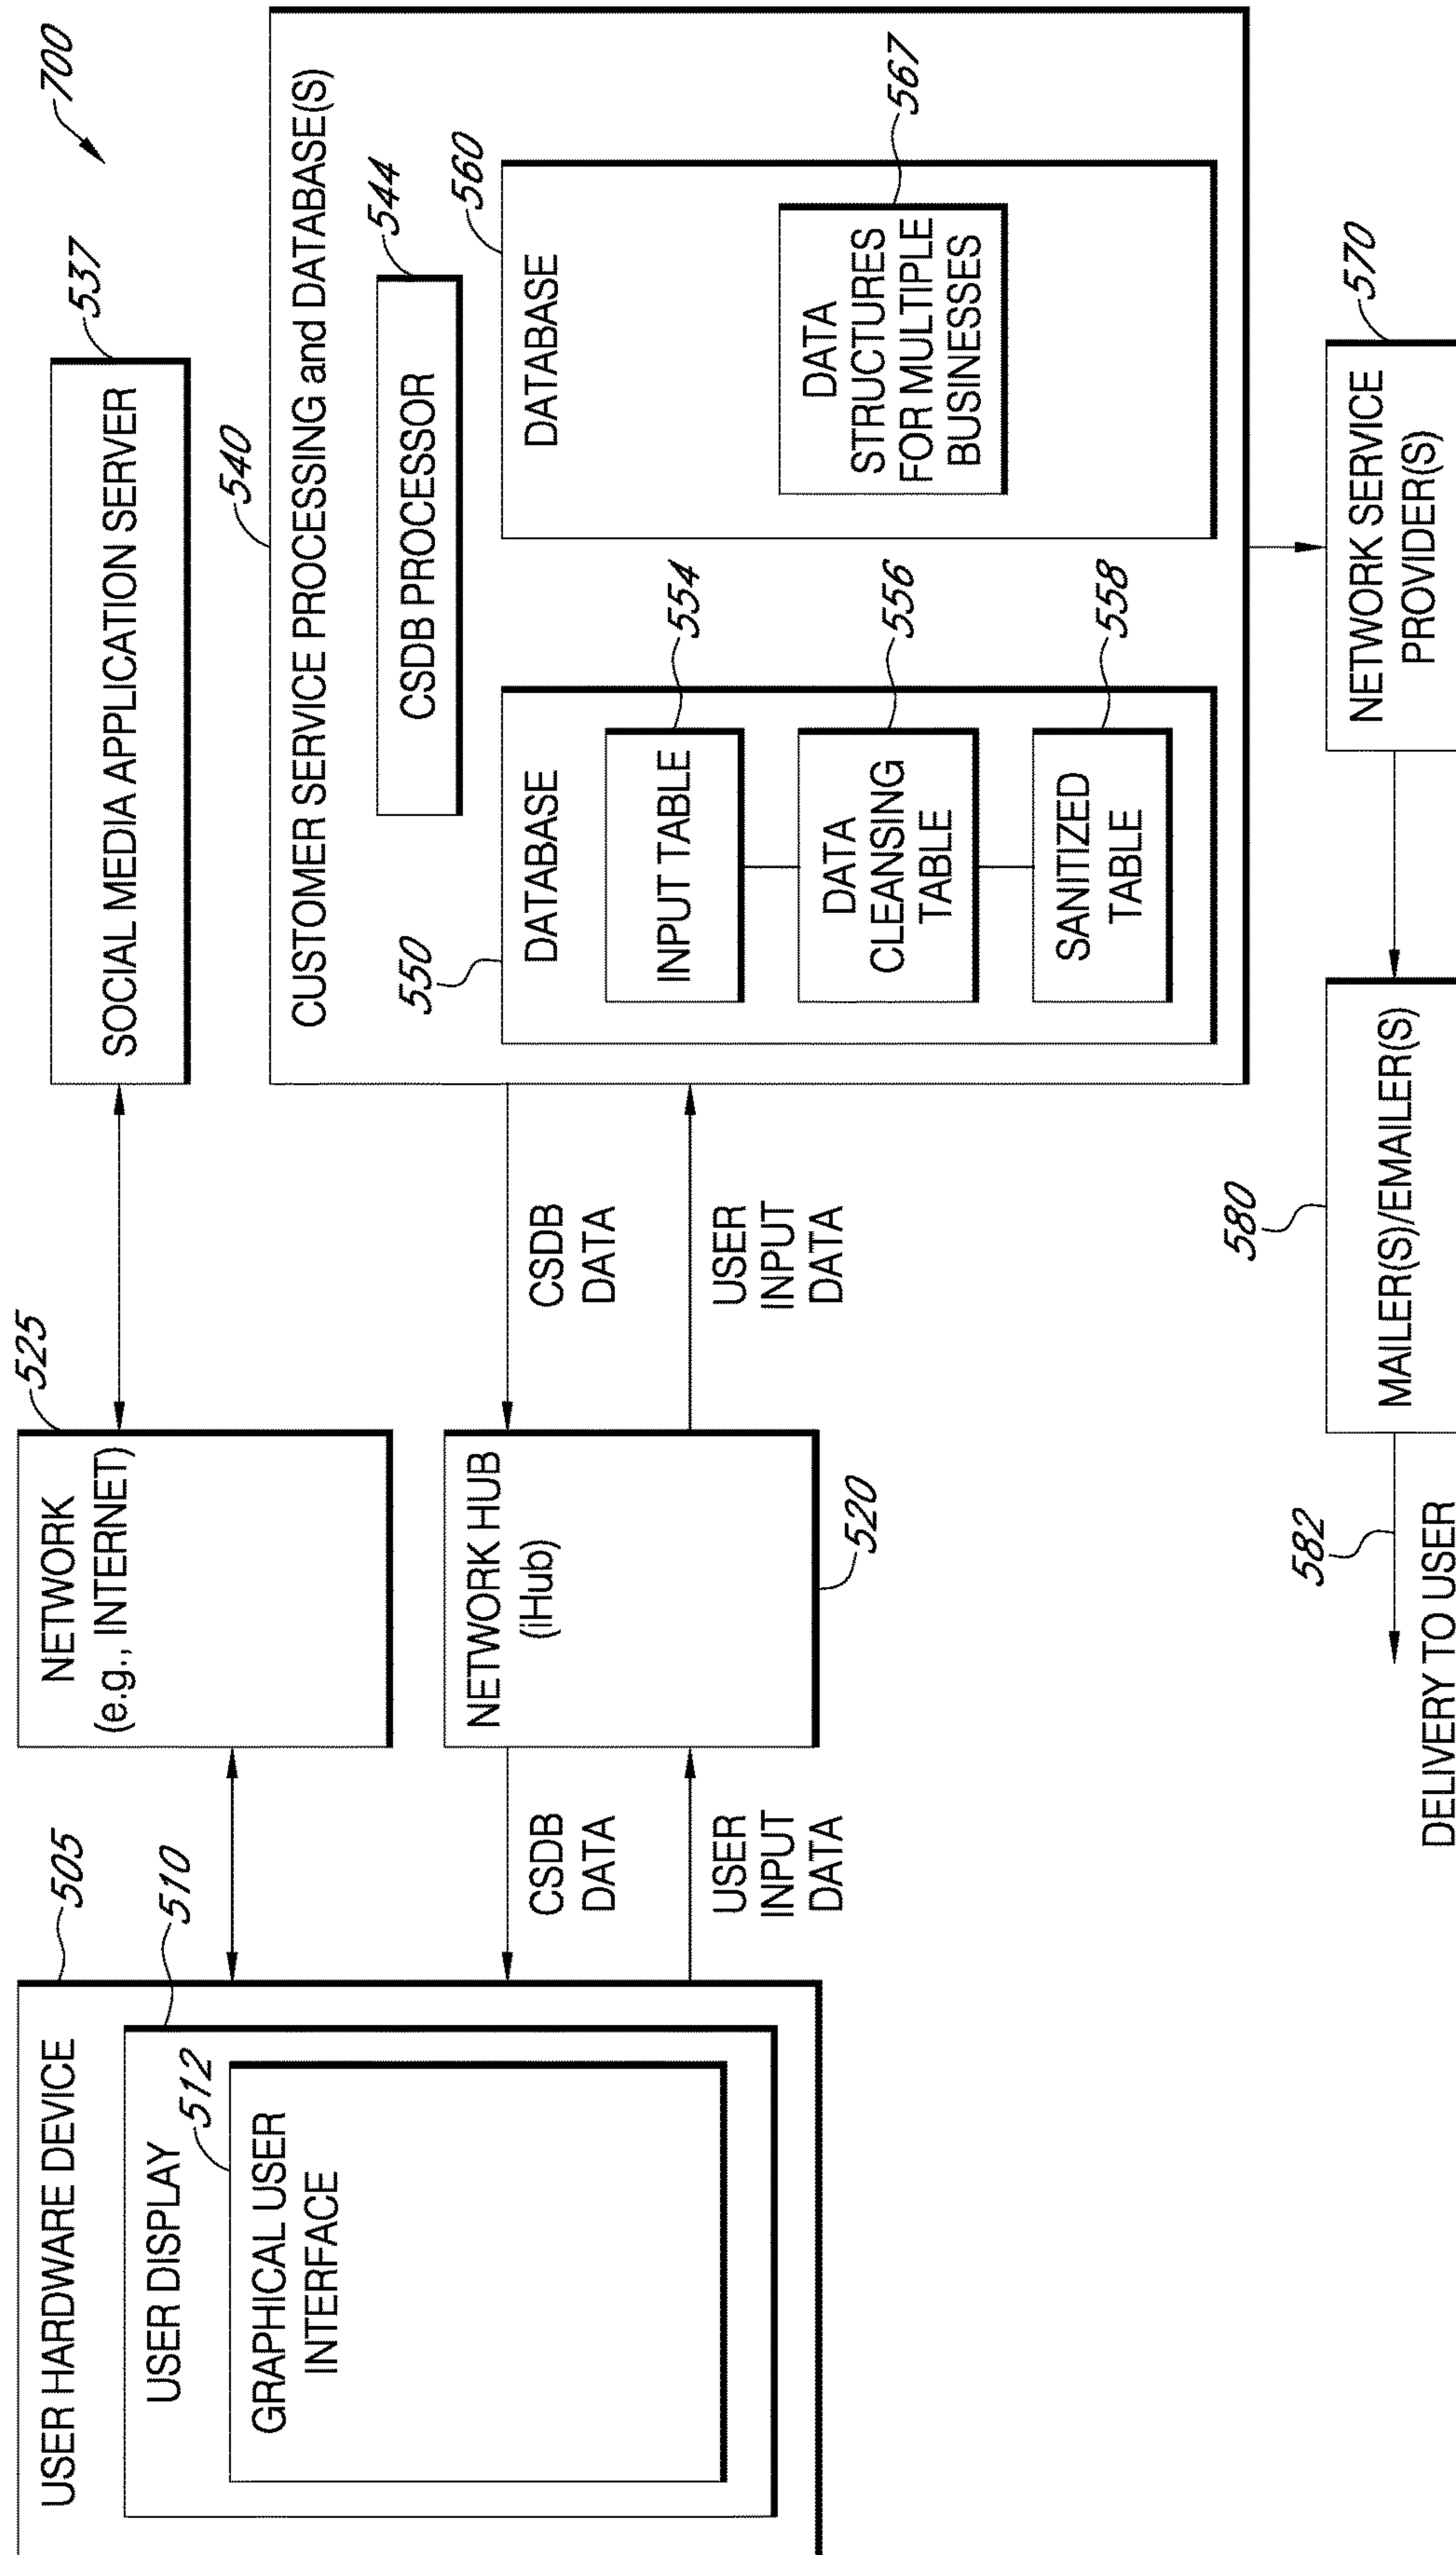 700
USER HARDWARE DEVICE
505
USER DISPLAY
510
GRAPHICAL USER
INTERFACE
512
NETWORK
(e.g., INTERNET)
525
SOCIAL MEDIA APPLICATION SERVER
537
CSDB
DATA
USER
INPUT
DATA
NETWORK HUB
(iHub)
520
CSDB
DATA
USER
INPUT
DATA
540
CUSTOMER SERVICE PROCESSING and DATABASE(S)
CSDB PROCESSOR
544
550
DATABASE
INPUT TABLE
554
DATA
CLEANSING
TABLE
556
SANITIZED
TABLE
558
560
DATABASE
DATA
STRUCTURES
FOR MULTIPLE
BUSINESSES
567
NETWORK SERVICE
PROVIDER(S)
570
580
MAILER(S)/EMAILER(S)
582
DELIVERY TO USER